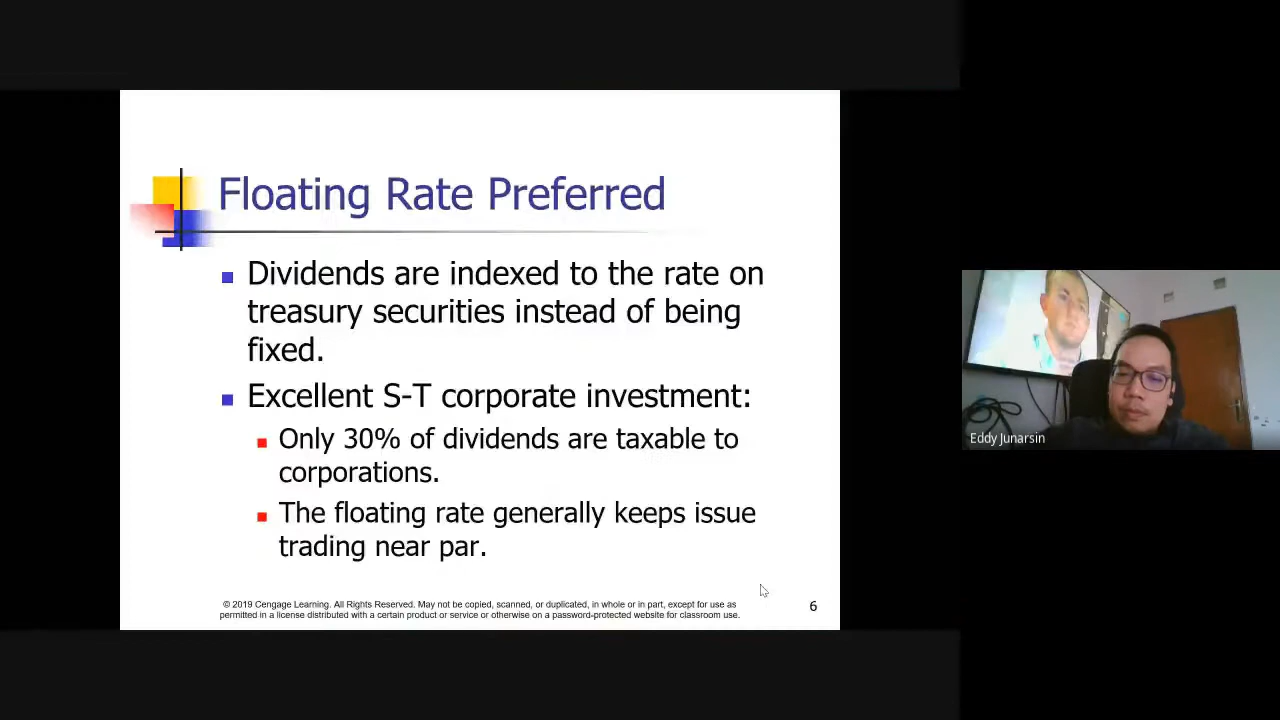 Floating Rate Preferred
Dividends are indexed to the rate on
treasury securities instead of being
fixed.
Excellent S-T corporate investment:
Only 30% of dividends are taxable to
corporations.
The floating rate generally keeps issue
trading near par.
© 2019 Cengage Learning. All Rights Reserved. May not be copied, scanned, or duplicated, in whole or in part, except for use as
permitted in a license distributed with a certain product or service or otherwise on a password-protected website for classroom use.
6
Eddy Junarsin